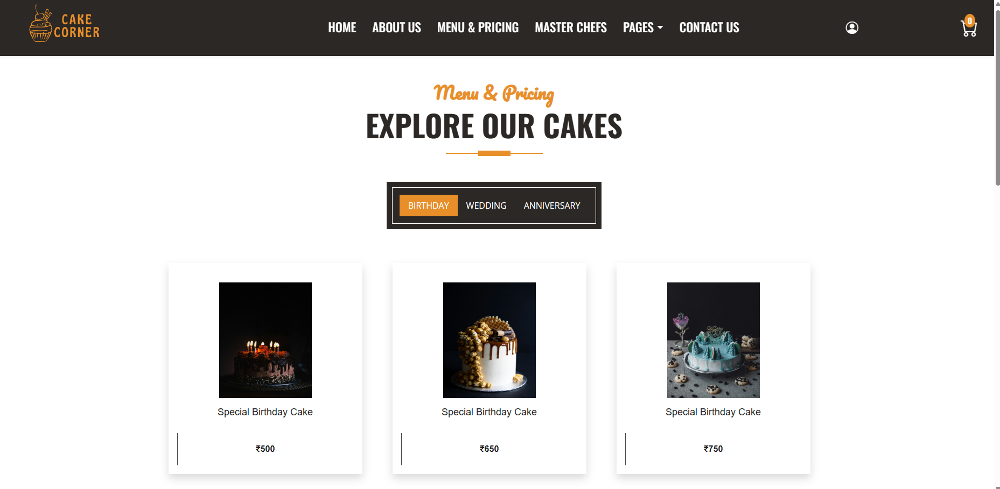 CAKE
CORNER
HOME ABOUT US MENU & PRICING MASTER CHEFS PAGES CONTACT US
0
Menu & Pricing
EXPLORE OUR CAKES
BIRTHDAY WEDDING ANNIVERSARY
Special Birthday Cake
₹500
Special Birthday Cake
₹650
Special Birthday Cake
₹750